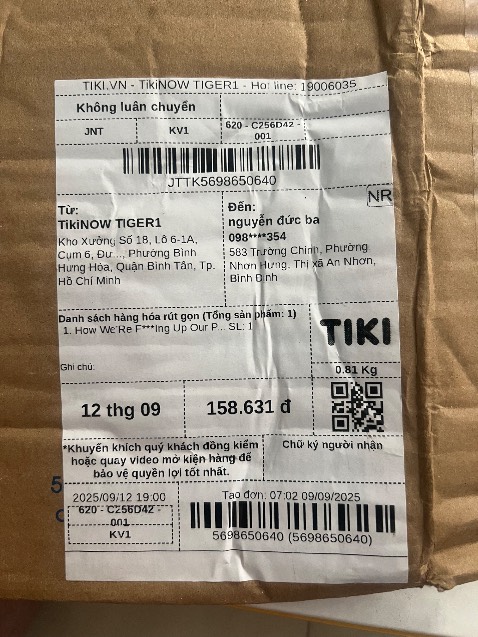 TIKI.VN - TikiNOW TIGER1 - Hotline: 19006035
Không luân chuyển
JNT
KV1
620 - C256D42 -
001
JTTK5698650640
NR
Từ:
TikiNOW TIGER1
Kho Xưởng Số 18, Lô 6-1A,
Cụm 6, Đư..., Phường Bình
Hưng Hòa, Quận Bình Tân, Tp.
Hồ Chí Minh
Đến:
nguyễn đức ba
098****354
583 Trường Chinh, Phường
Nhơn Hưng, Thị xã An Nhơn,
Bình Định
Danh sách hàng hóa rút gọn (Tổng sản phẩm: 1)
1. How We'Re F***Ing Up Our P... SL: 1
TIKI
Ghi chú:
0.81 Kg
12 thg 09
158.631 đ
*Khuyến khích quý khách đồng kiểm
hoặc quay video mở kiện hàng để
bảo vệ quyền lợi tốt nhất.
Chữ ký người nhận
2025/09/12 19:00
620 - C256D42 -
001
KV1
Tạo đơn: 07:02 09/09/2025
5698650640 (5698650640)